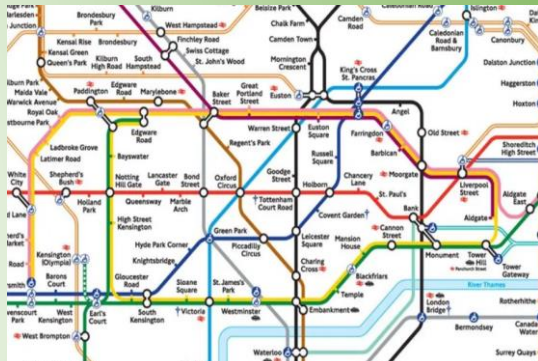 Brondesbury
Park
Kilburn
West Hampstead
Belsize Park
Chalk Farm
Camden Town
Camden
Road
Caledonian Road
Islington
Caledonian
Road &
Barnsbury
Canonbury
Kensal Rise
Brondesbury
Finchley Road
Kensal Green
Queen's Park
Kilburn
High Road
South
Hampstead
Swiss Cottage
St. John's Wood
Mornington
Crescent
Dalston Junction
Haggerston
Hoxton
Kilburn Park
Maida Vale
Warwick Avenue
Royal Oak
Westbourne Park
Paddington
Edgware
Road
Marylebone
Baker
Street
Great
Portland
Street
Euston
King's Cross
St. Pancras
Angel
Old Street
Edgware
Road
Warren Street
Euston
Square
Farringdon
Barbican
Shoreditch
High Street
Ladbroke Grove
Latimer Road
Bayswater
Regent's Park
Russell
Square
Moorgate
Liverpool
Street
White
City
Shepherd's
Bush
Holland
Park
Notting
Hill Gate
Lancaster
Gate
Bond
Street
Oxford
Circus
Goodge
Street
Holborn
Chancery
Lane
St. Paul's
Aldgate
East
Queensway
Marble
Arch
Tottenham
Court Road
Covent Garden
Bank
Aldgate
High Street
Kensington
Green Park
Hyde Park Corner
Knightsbridge
Piccadilly
Circus
Leicester
Square
Mansion
House
Cannon
Street
Monument
Tower
Hill
Fenchurch Street
Tower
Gateway
Kensington
(Olympia)
Barons
Court
Gloucester
Road
Sloane
Square
St. James's
Park
Charing
Cross
Blackfriars
Temple
River Thames
West
Kensington
Earl's
Court
South
Kensington
Victoria
Westminster
Embankment
London
Bridge
Bermondsey
Rotherhithe
Canada
Water
West Brompton
Waterloo
Surrey Quays